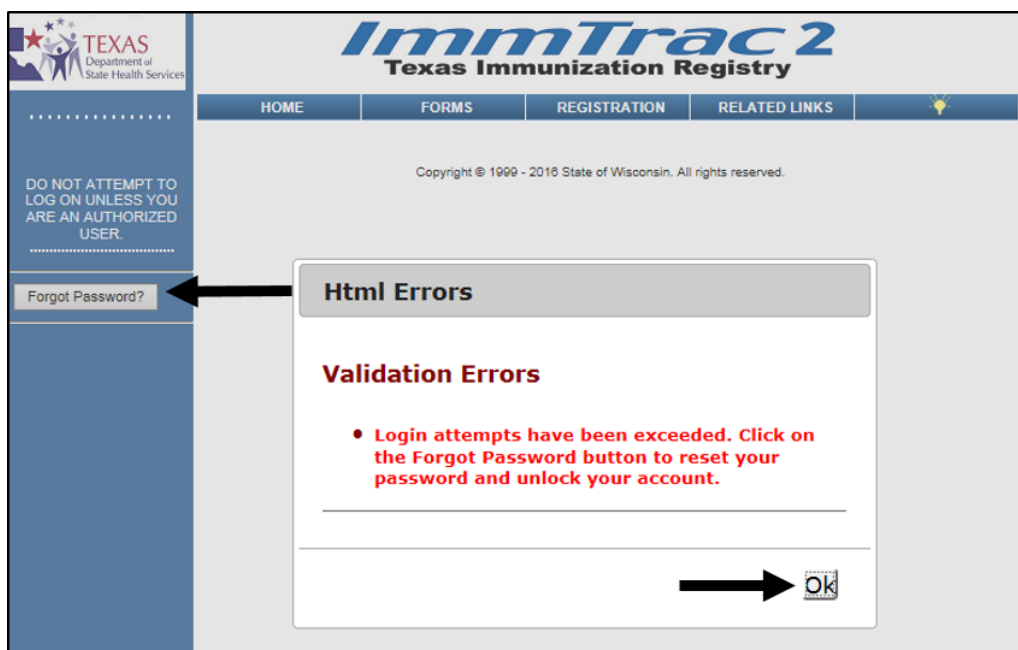 TEXAS
Department of
State Health Services
ImmTrac2
Texas Immunization Registry
HOME
FORMS
REGISTRATION
RELATED LINKS
Copyright © 1999 - 2016 State of Wisconsin. All rights reserved.
DO NOT ATTEMPT TO
LOG ON UNLESS YOU
ARE AN AUTHORIZED
USER.
Forgot Password?
Html Errors
Validation Errors
• Login attempts have been exceeded. Click on
the Forgot Password button to reset your
password and unlock your account.
Ok